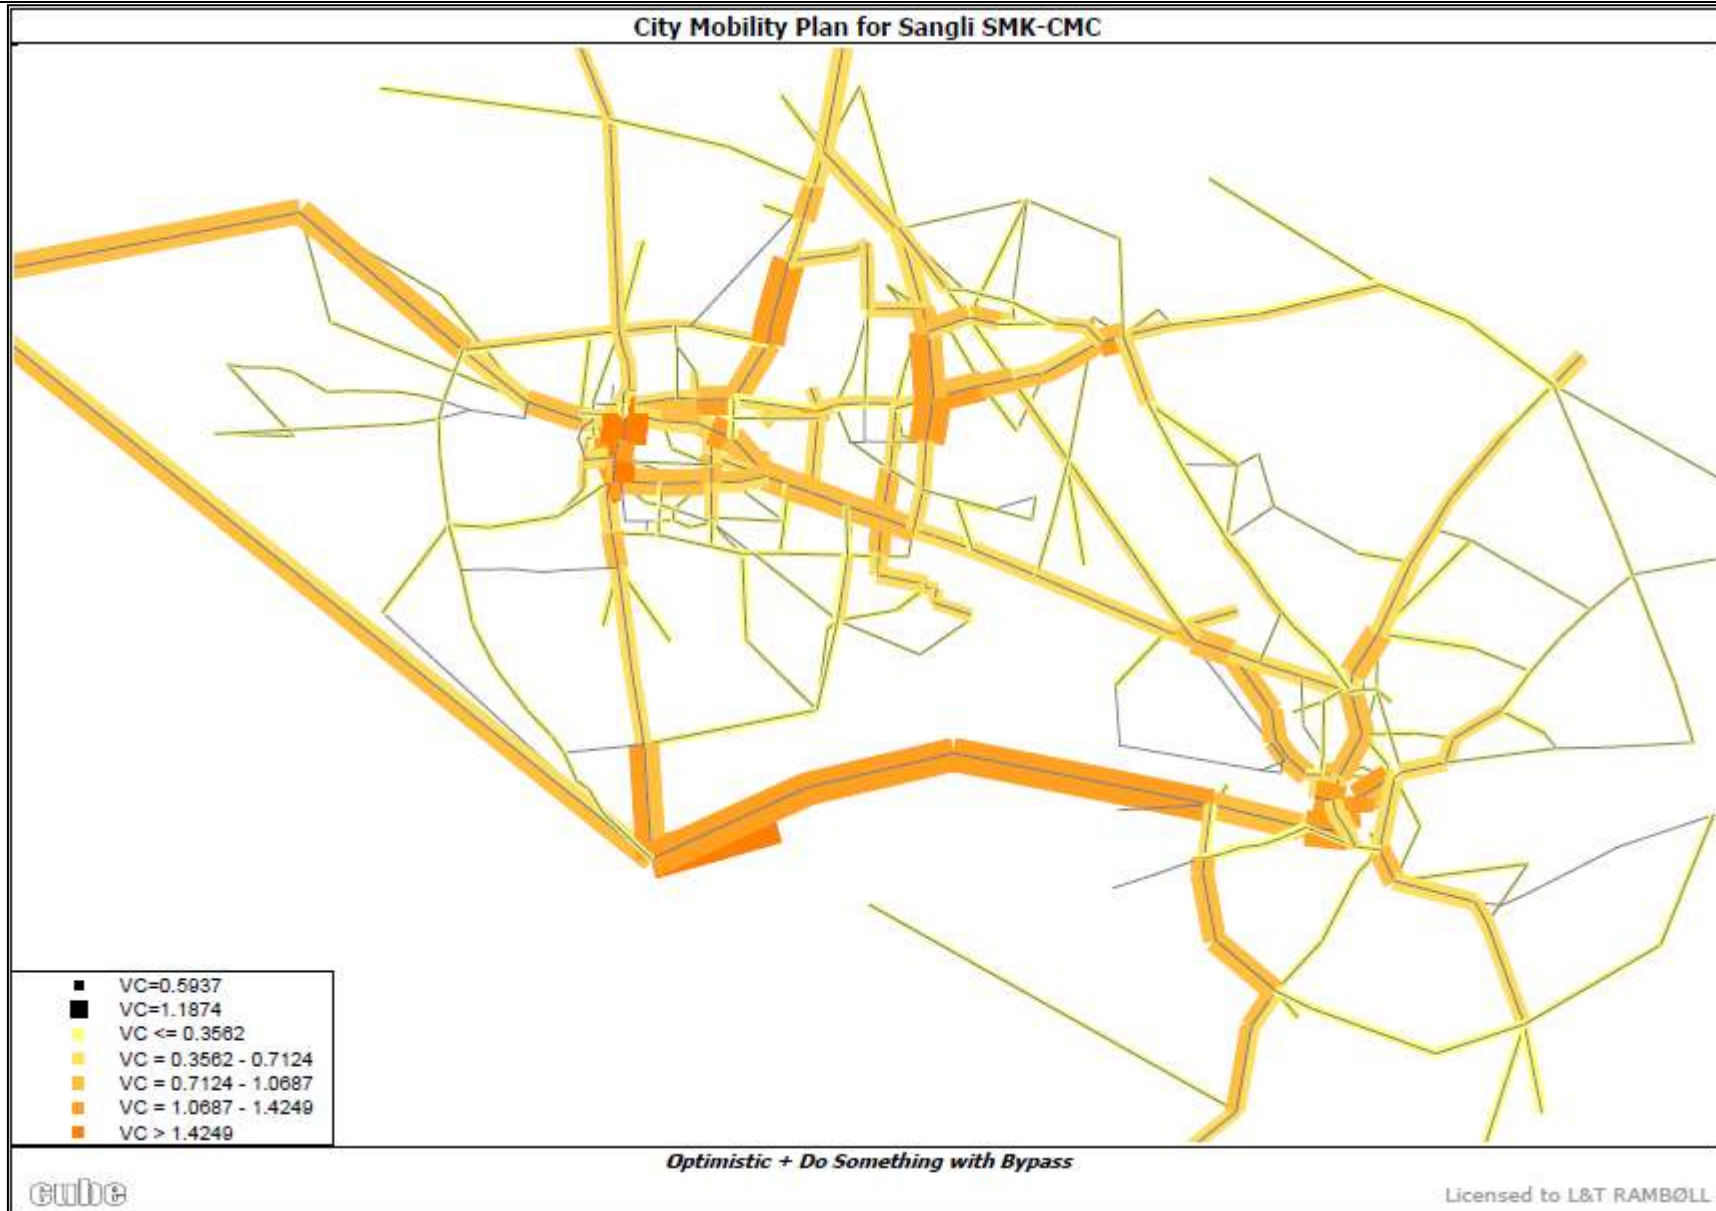 City Mobility Plan for Sangli SMK-CMC
VC=0.5937
VC=1.1874
VC <= 0.3562
VC = 0.3562 - 0.7124
VC = 0.7124 - 1.0687
VC = 1.0687 - 1.4249
VC > 1.4249
Optimistic + Do Something with Bypass
cube
Licensed to L&T RAMBØLL